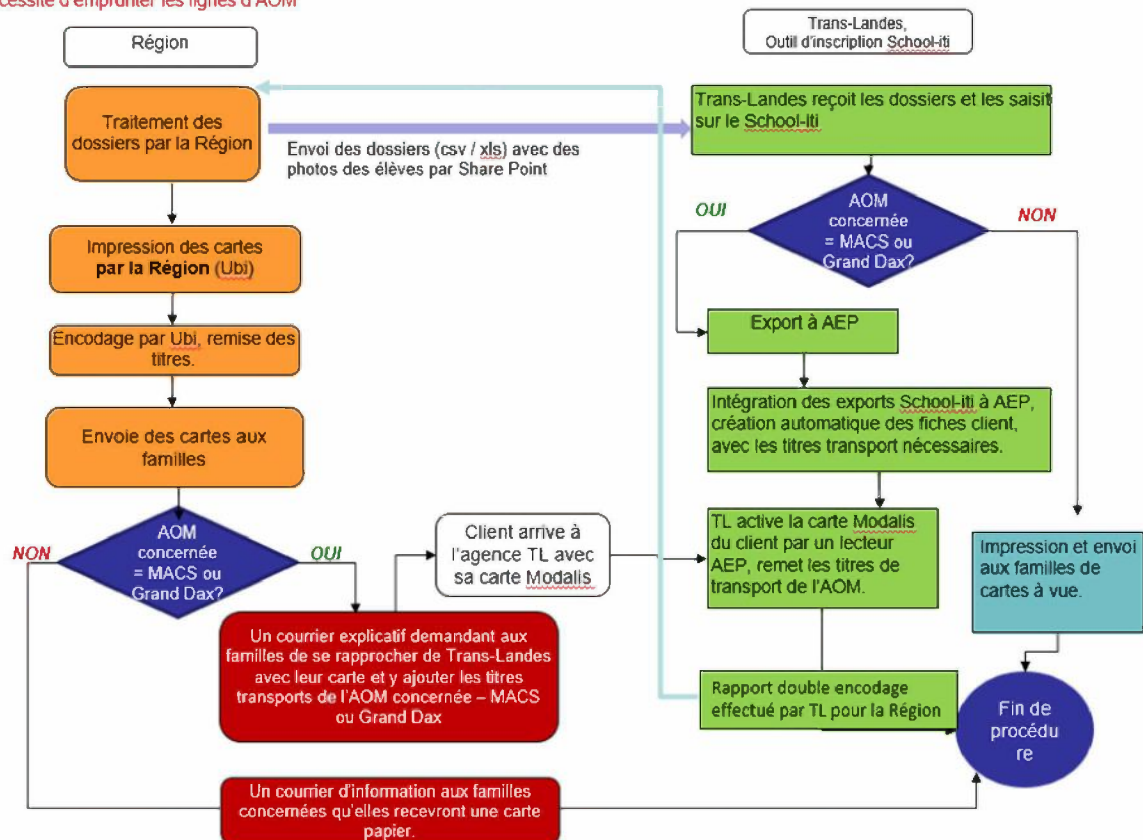 nécessité d'emprunter les lignes d'AOM
Région
Trans-Landes,
Outil d'inscription School-iti
Traitement des
dossiers par la Région
Envoi des dossiers (csv / xls) avec des
photos des élèves par Share Point
Trans-Landes reçoit les dossiers et les saisit
sur le School-Iti
Impression des cartes
par la Région (Ubi)
Encodage par Ubi, remise des
titres.
Envoie des cartes aux
familles
AOM
concernée
= MACS ou
Grand Dax?
NON
OUI
Un courrier explicatif demandant aux
familles de se rapprocher de Trans-Landes
avec leur carte et y ajouter les titres
transports de l'AOM concernée – MACS
ou Grand Dax
Un courrier d'information aux familles
concernées qu'elles recevront une carte
papier.
Client arrive à
l'agence TL avec
sa carte Modalis
AOM
concernée
= MACS ou
Grand Dax?
OUI
NON
Export à AEP
Intégration des exports School-iti à AEP,
création automatique des fiches client,
avec les titres transport nécessaires.
TL active la carte Modalis
du client par un lecteur
AEP, remet les titres de
transport de l'AOM.
Rapport double encodage
effectué par TL pour la Région
Impression et envoi
aux familles de
cartes à vue.
Fin de
procédu
re